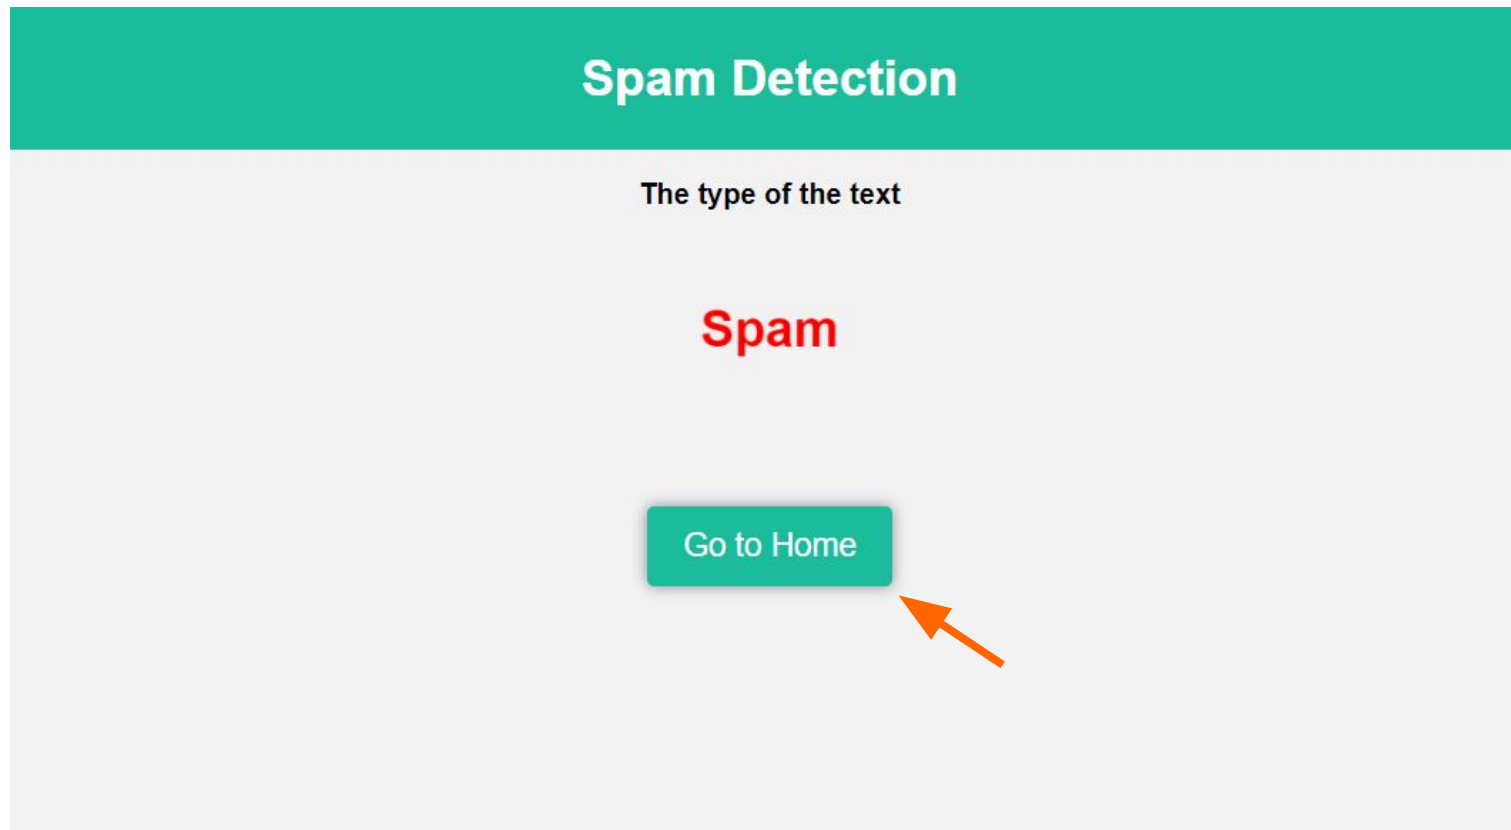 Spam Detection
The type of the text
Spam
Go to Home